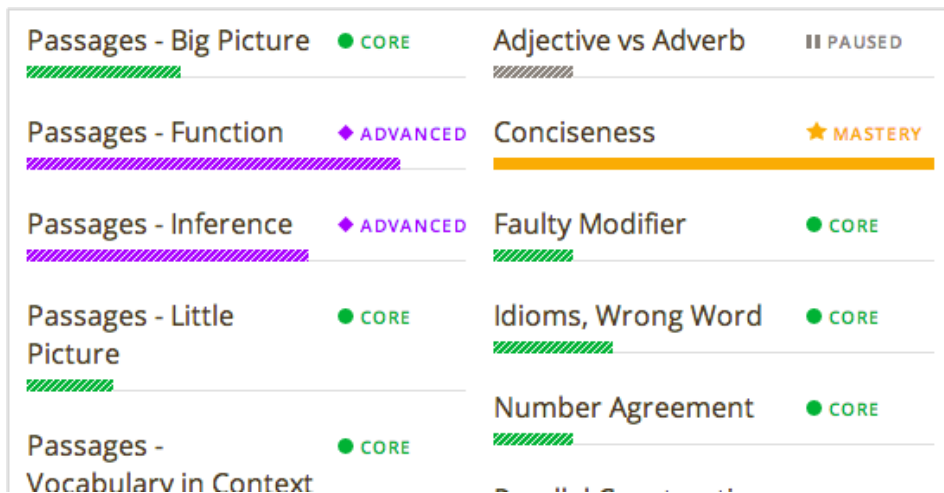 Passages - Big Picture CORE
Passages - Function ADVANCED
Passages - Inference ADVANCED
Passages - Little CORE
Picture
Passages - CORE
Vocabulary in Context
Adjective vs Adverb PAUSED
Conciseness MASTERY
Faulty Modifier CORE
Idioms, Wrong Word CORE
Number Agreement CORE